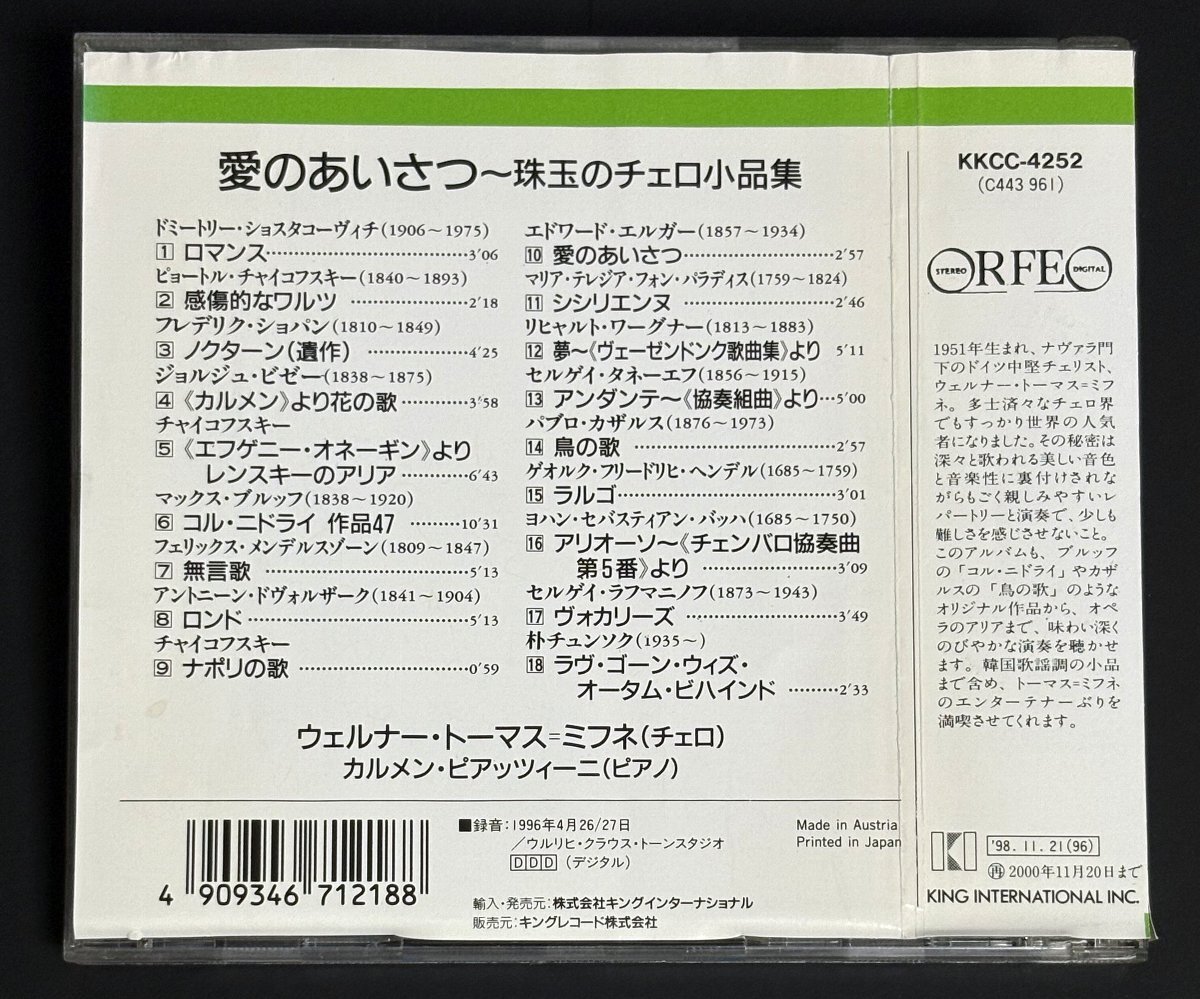 愛のあいさつ〜珠玉のチェロ小品集
ドミートリー・ショスタコーヴィチ(1906〜1975)
1 ロマンス……………………………3′06
ピョートル・チャイコフスキー(1840〜1893)
2 感傷的なワルツ ………………2′18
フレデリク・ショパン(1810〜1849)
3 ノクターン(遺作) ……………4′25
ジョルジュ・ビゼー(1838〜1875)
4 《カルメン》より花の歌…………3′58
チャイコフスキー
5 《エフゲニー・オネーギン》より
レンスキーのアリア…………6′43
マックス・ブルッフ(1838〜1920)
6 コル・ニドライ 作品47 ………10′31
フェリックス・メンデルスゾーン(1809〜1847)
7 無言歌 ……………………………5′13
アントニーン・ドヴォルザーク(1841〜1904)
8 ロンド………………………………5′13
チャイコフスキー
9 ナポリの歌…………………………0′59
エドワード・エルガー(1857〜1934)
10 愛のあいさつ……………………2′57
マリア・テレジア・フォン・パラディス(1759〜1824)
11 シシリエンヌ ……………………2′46
リヒャルト・ワーグナー(1813〜1883)
12 夢〜《ヴェーゼンドンク歌曲集》より 5′11
セルゲイ・タネーエフ(1856〜1915)
13 アンダンテ〜《協奏組曲》より…5′00
パブロ・カザルス(1876〜1973)
14 鳥の歌 ……………………………2′57
ゲオルク・フリードリヒ・ヘンデル(1685〜1759)
15 ラルゴ………………………………3′01
ヨハン・セバスティアン・バッハ(1685〜1750)
16 アリオーソ〜《チェンバロ協奏曲
第5番》より …………………3′09
セルゲイ・ラフマニノフ(1873〜1943)
17 ヴォカリーズ ……………………3′49
朴チュンソク(1935〜)
18 ラヴ・ゴーン・ウィズ・
オータム・ビハインド ………2′33
ウェルナー・トーマス=ミフネ(チェロ)
カルメン・ピアッツィーニ(ピアノ)
4 909346 712188
■録音:1996年4月26/27日
/ウルリヒ・クラウス・トーンスタジオ
DDD (デジタル)
輸入・発売元:株式会社キングインターナショナル
販売元:キングレコード株式会社
Made in Austria
Printed in Japan
KKCC-4252
(C443 961)
STEREO ORFEO DIGITAL
1951年生まれ、ナヴァラ門
下のドイツ中堅チェリスト、
ウェルナー・トーマス=ミフ
ネ。多士済々なチェロ界
でもすっかり世界の人気
者になりました。その秘密は
深々と歌われる美しい音色
と音楽性に裏付けされな
がらもごく親しみやすいレ
パートリーと演奏で、少しも
難しさを感じさせないこと。
このアルバムも、ブルッフ
の「コル・ニドライ」やカザ
ルスの「鳥の歌」のような
オリジナル作品から、オペ
ラのアリアまで、味わい深く
のびやかな演奏を聴かせ
ます。韓国歌謡調の小品
まで含め、トーマス=ミフネ
のエンターテナーぶりを
満喫させてくれます。
'98. 11. 21(96)
再 2000年11月20日まで
KING INTERNATIONAL INC.